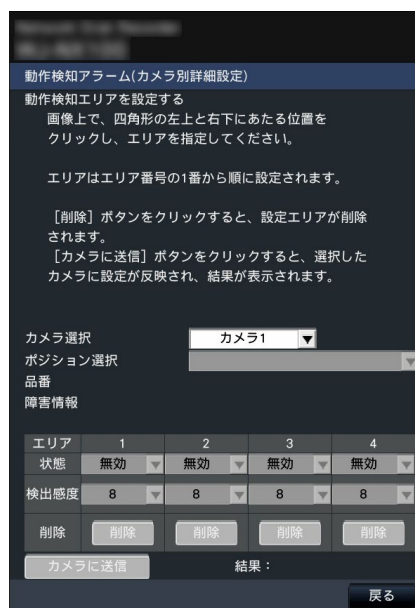 動作検知アラーム(カメラ別詳細設定)
動作検知エリアを設定する
画像上で、四角形の左上と右下にあたる位置を
クリックし、エリアを指定してください。
エリアはエリア番号の1番から順に設定されます。
［削除］ボタンをクリックすると、設定エリアが削除
されます。
［カメラに送信］ボタンをクリックすると、選択した
カメラに設定が反映され、結果が表示されます。
カメラ選択 カメラ1
ポジション選択
品番
障害情報
エリア 1 2 3 4
状態 無効 無効 無効 無効
検出感度 8 8 8 8
削除 削除 削除 削除 削除
カメラに送信 結果：
戻る